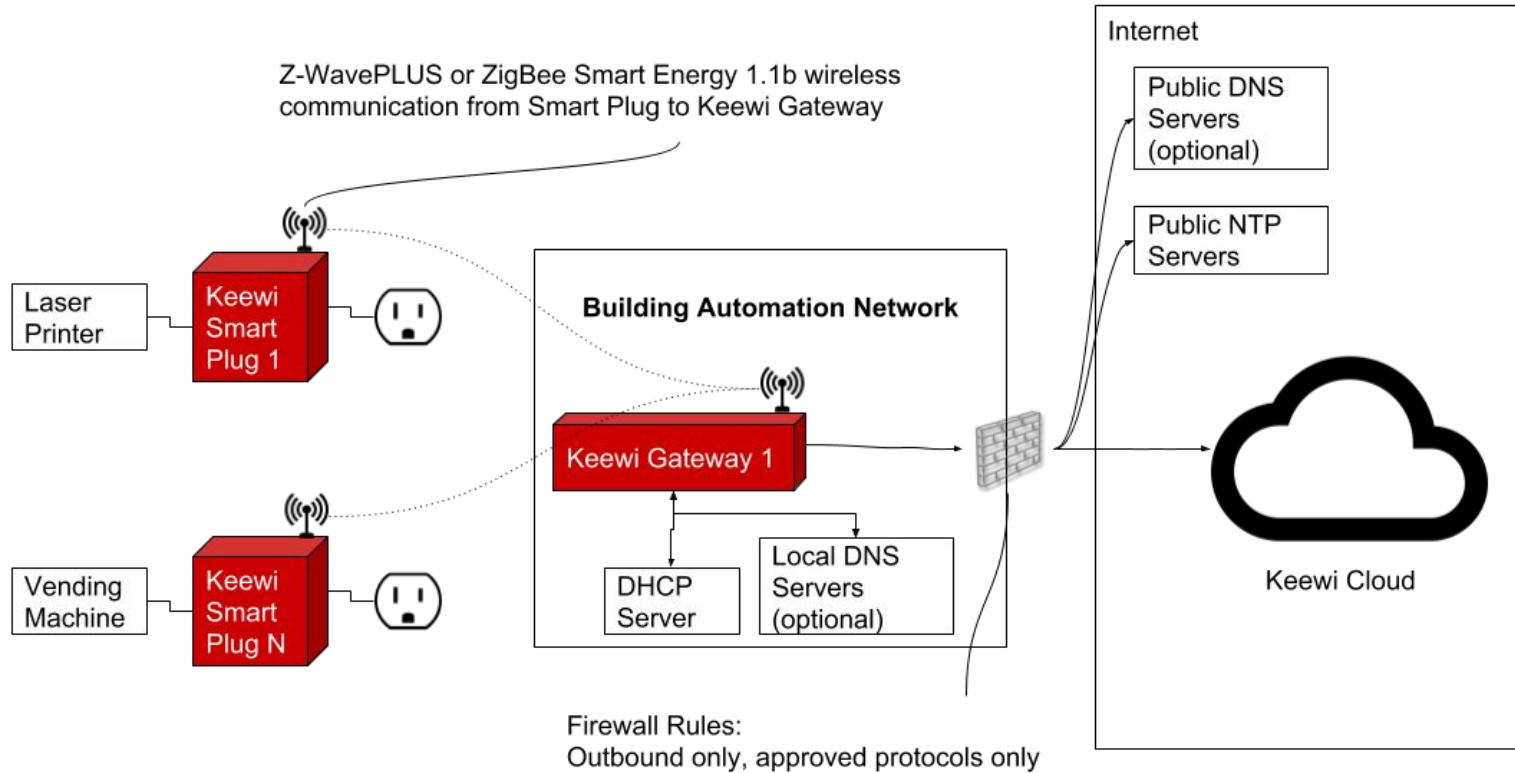 Internet
Z-WavePLUS or ZigBee Smart Energy 1.1b wireless
communication from Smart Plug to Keewi Gateway
Public DNS
Servers
(optional)
Public NTP
Servers
Laser
Printer
Keewi
Smart
Plug 1
Building Automation Network
Keewi Gateway 1
Vending
Machine
Keewi
Smart
Plug N
DHCP
Server
Local DNS
Servers
(optional)
Keewi Cloud
Firewall Rules:
Outbound only, approved protocols only